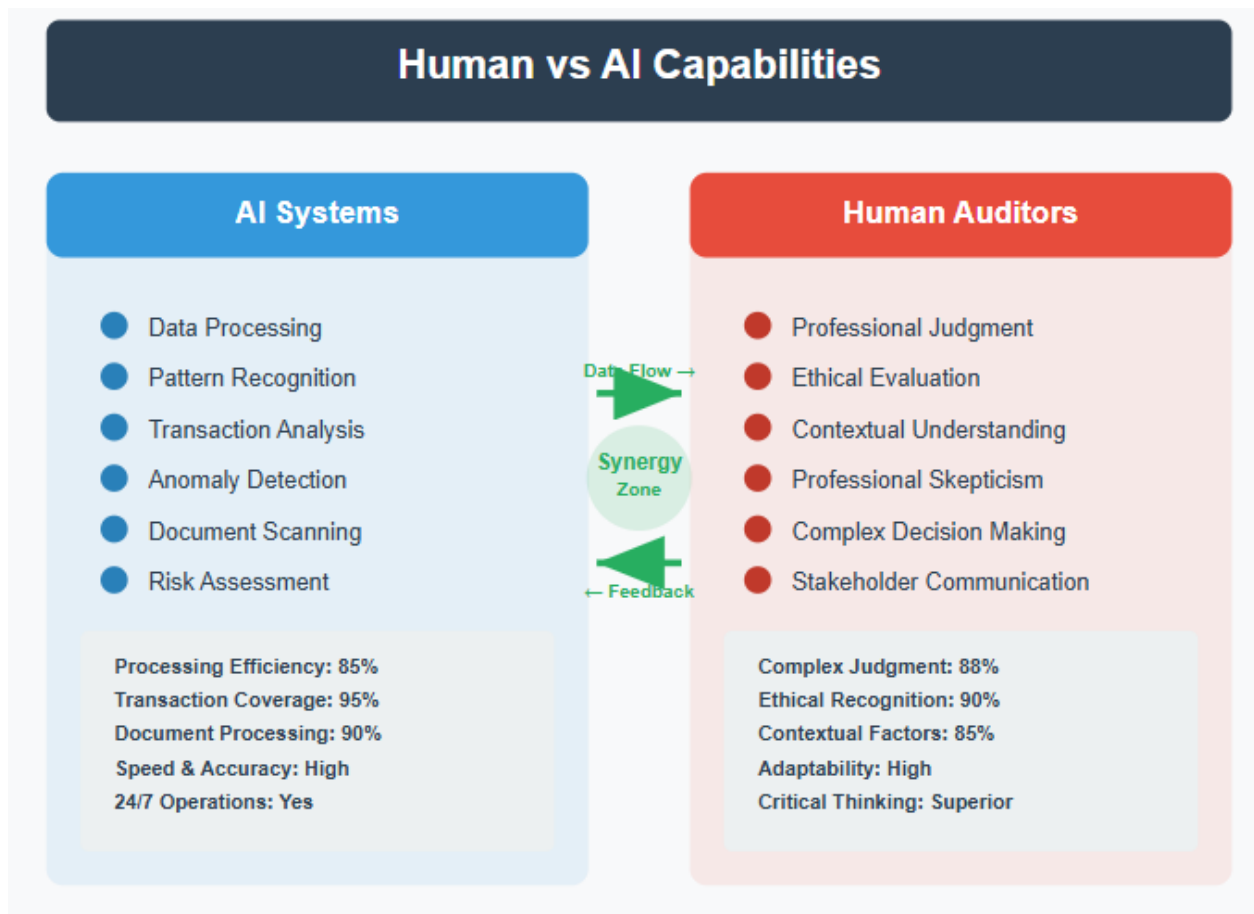 Human vs AI Capabilities
AI Systems
Data Processing
Pattern Recognition
Transaction Analysis
Anomaly Detection
Document Scanning
Risk Assessment
Processing Efficiency: 85%
Transaction Coverage: 95%
Document Processing: 90%
Speed & Accuracy: High
24/7 Operations: Yes
Data Flow →
Synergy
Zone
← Feedback
Human Auditors
Professional Judgment
Ethical Evaluation
Contextual Understanding
Professional Skepticism
Complex Decision Making
Stakeholder Communication
Complex Judgment: 88%
Ethical Recognition: 90%
Contextual Factors: 85%
Adaptability: High
Critical Thinking: Superior